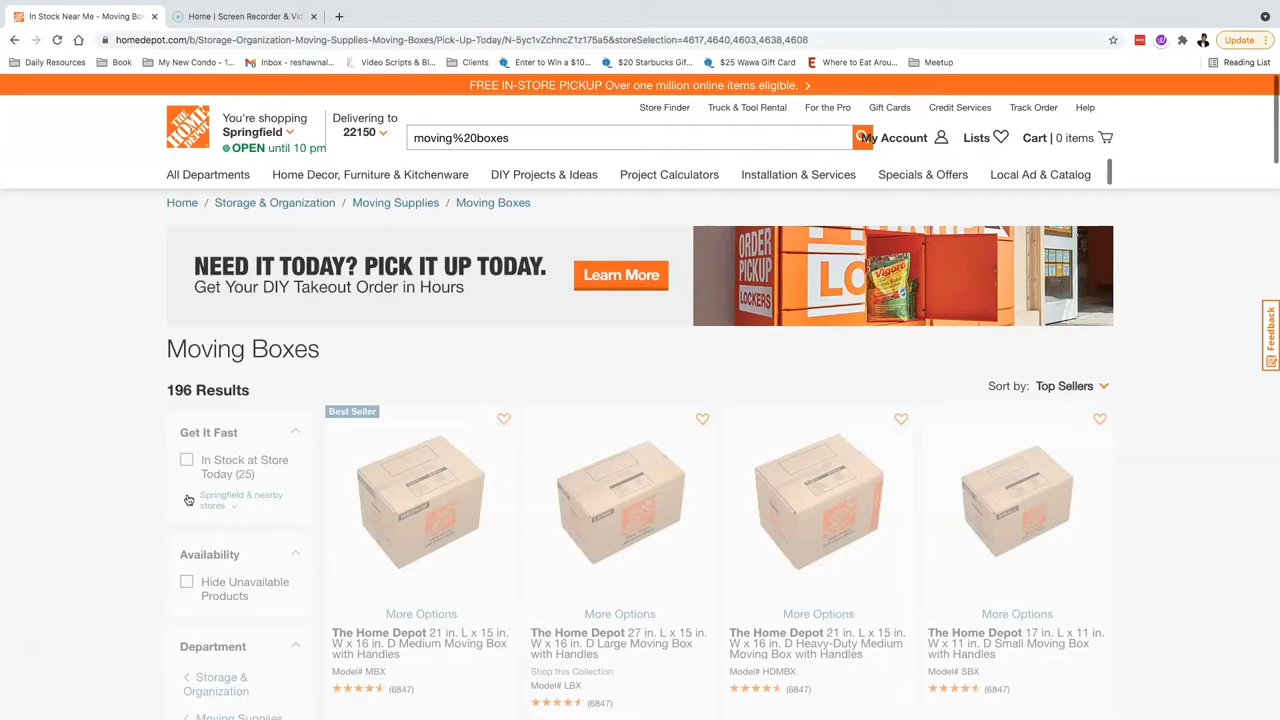 In Stock Near Me - Moving Bo
Home | Screen Recorder & Vid
homedepot.com/b/Storage-Organization-Moving-Supplies-Moving-Boxes/Pick-Up-Today/N-5yc1vZchncZ1z175a5&storeSelection=4617,4640,4603,4638,4608
Update
Daily Resources
Book
My New Condo - 1...
Inbox - reshawnal...
Video Scripts & Bl...
Clients
Enter to Win a $10...
$20 Starbucks Gif...
$25 Wawa Gift Card
Where to Eat Arou...
Meetup
Reading List
FREE IN-STORE PICKUP Over one million online items eligible.
Store Finder
Truck & Tool Rental
For the Pro
Gift Cards
Credit Services
Track Order
Help
THE HOME DEPOT
You're shopping
Springfield
OPEN until 10 pm
Delivering to
22150
moving%20boxes
My Account
Lists
Cart | 0 items
All Departments
Home Decor, Furniture & Kitchenware
DIY Projects & Ideas
Project Calculators
Installation & Services
Specials & Offers
Local Ad & Catalog
Home / Storage & Organization / Moving Supplies / Moving Boxes
NEED IT TODAY? PICK IT UP TODAY.
Get Your DIY Takeout Order in Hours
Learn More
ORDER
PICKUP
LOCKERS
LO
Vigoro
Feedback
Moving Boxes
196 Results
Sort by: Top Sellers
Get It Fast
In Stock at Store
Today (25)
Springfield & nearby
stores
Availability
Hide Unavailable
Products
Department
Storage &
Organization
Moving Supplies
Best Seller
More Options
The Home Depot 21 in. L x 15 in.
W x 16 in. D Medium Moving Box
with Handles
Model# MBX
(6847)
More Options
The Home Depot 27 in. L x 15 in.
W x 16 in. D Large Moving Box
with Handles
Shop this Collection
Model# LBX
(6847)
More Options
The Home Depot 21 in. L x 15 in.
W x 16 in. D Heavy-Duty Medium
Moving Box with Handles
Model# HDMBX
(6847)
More Options
The Home Depot 17 in. L x 11 in.
W x 11 in. D Small Moving Box
with Handles
Model# SBX
(6847)